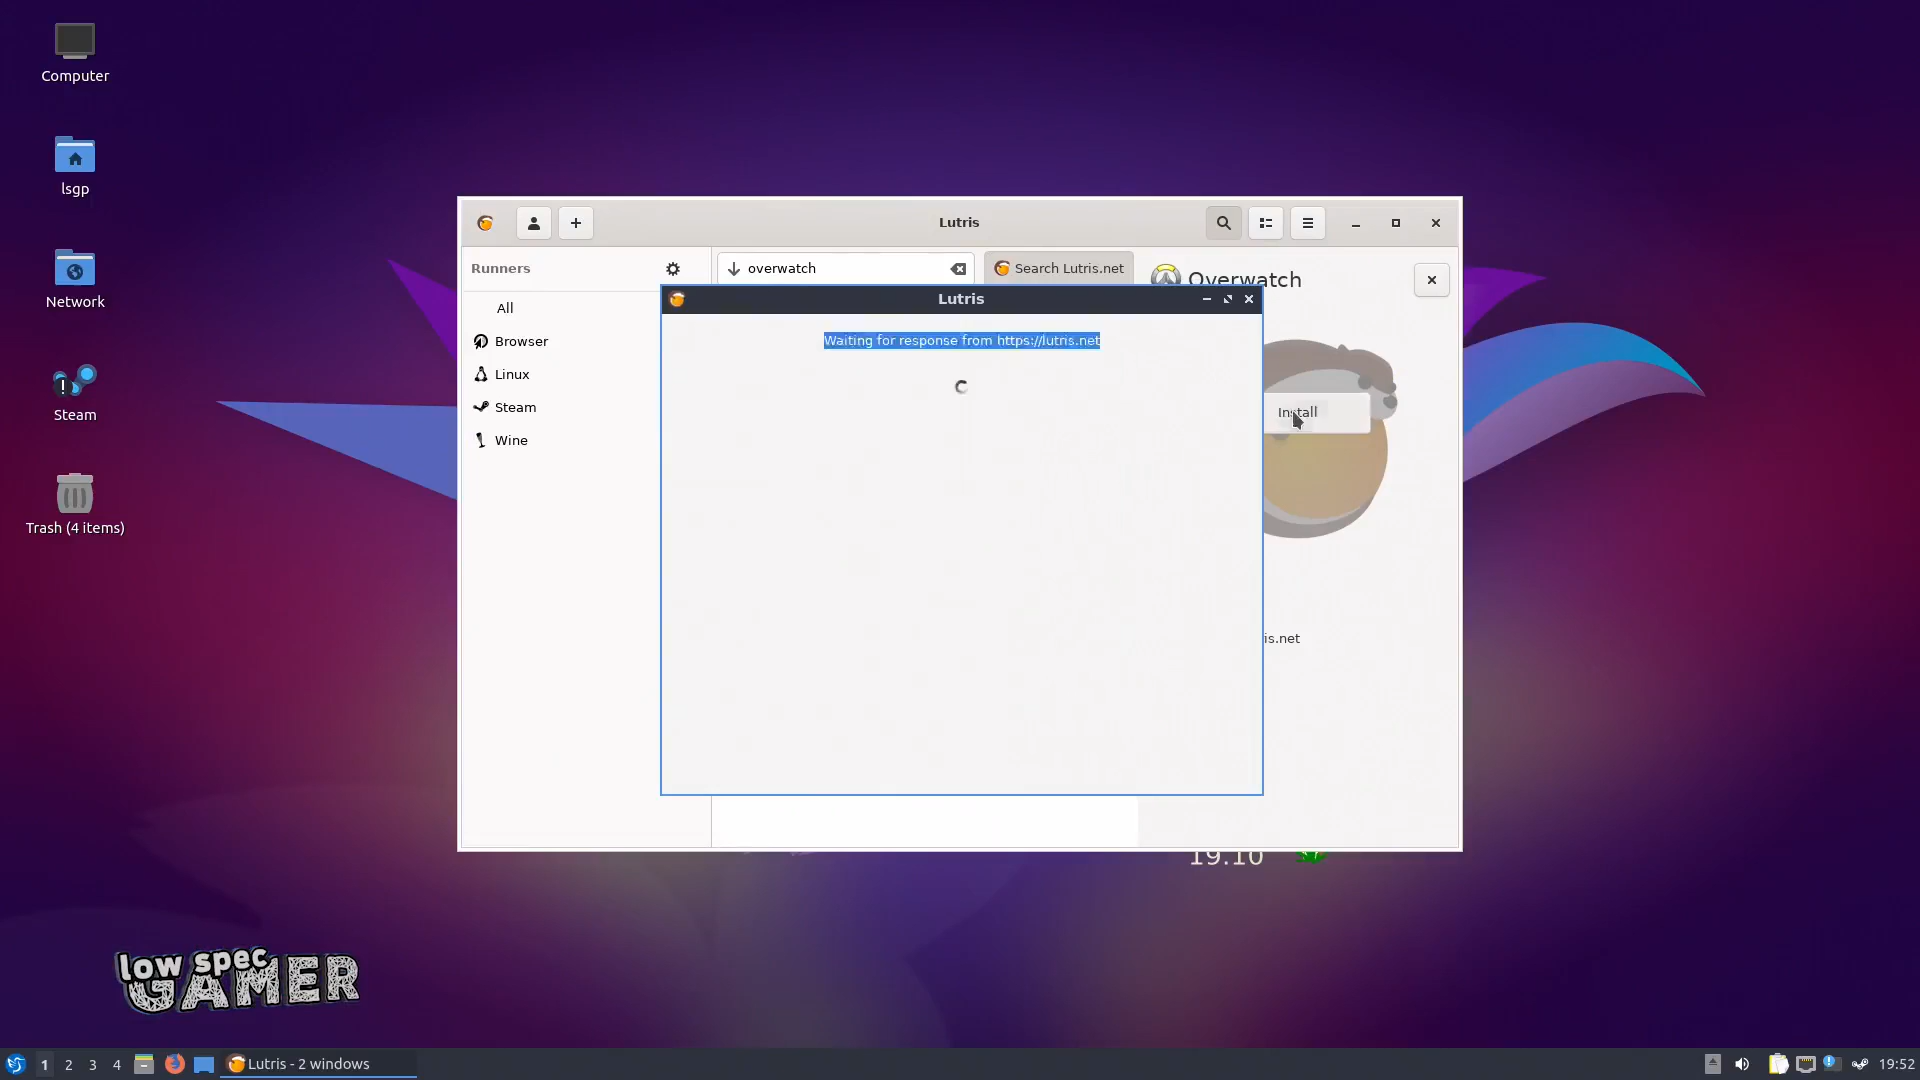 Computer
lsgp
Network
Steam
Trash (4 items)
Lutris
Runners
overwatch
Search Lutris.net
Overwatch
All
Browser
Linux
Steam
Wine
Lutris
Waiting for response from https://lutris.net
Install
is.net
19.10
low spec
GAMER
1 2 3 4 Lutris - 2 windows 19:52